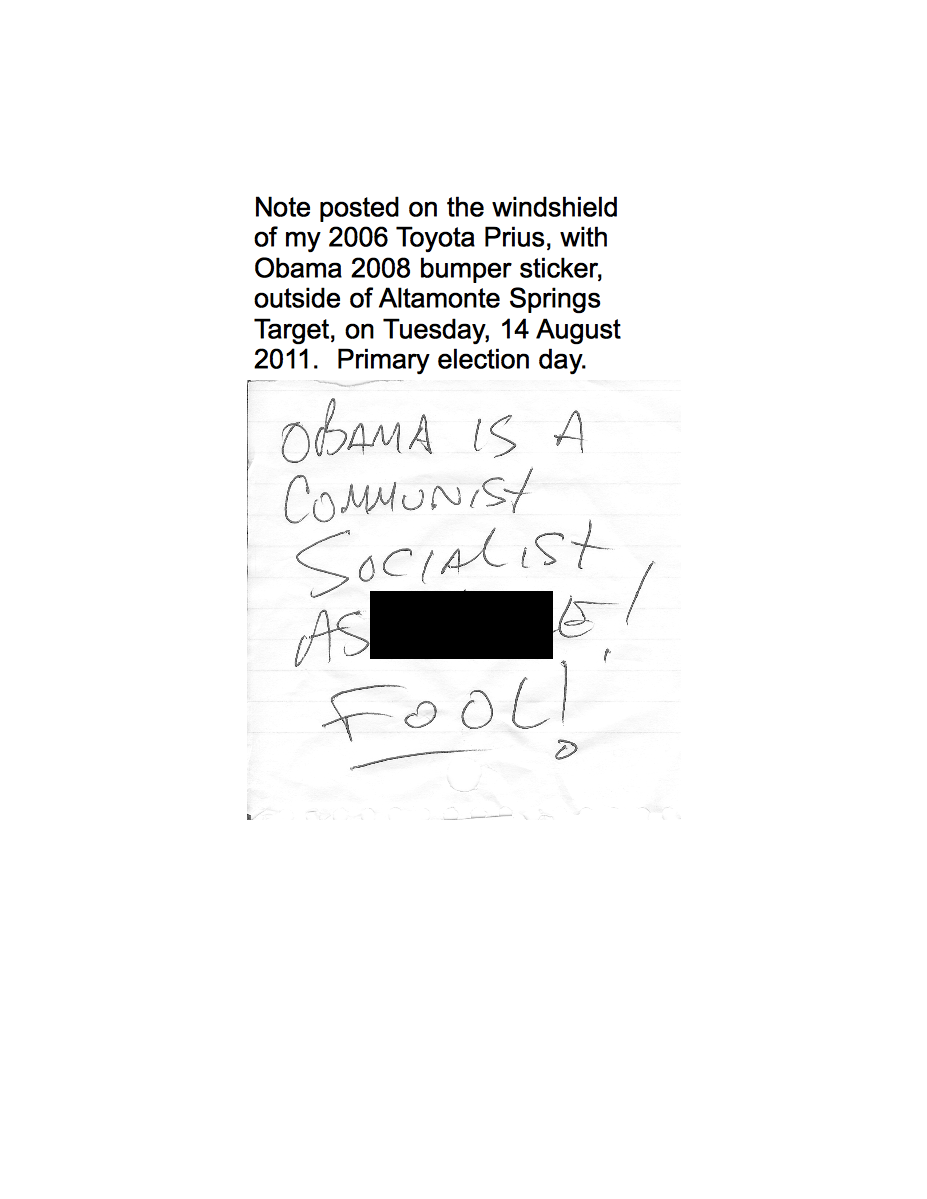 Note posted on the windshield
of my 2006 Toyota Prius, with
Obama 2008 bumper sticker,
outside of Altamonte Springs
Target, on Tuesday, 14 August
2011.  Primary election day.
OBAMA IS A
COMMUNIST
SOCIALIST
AS E!
FOOL!